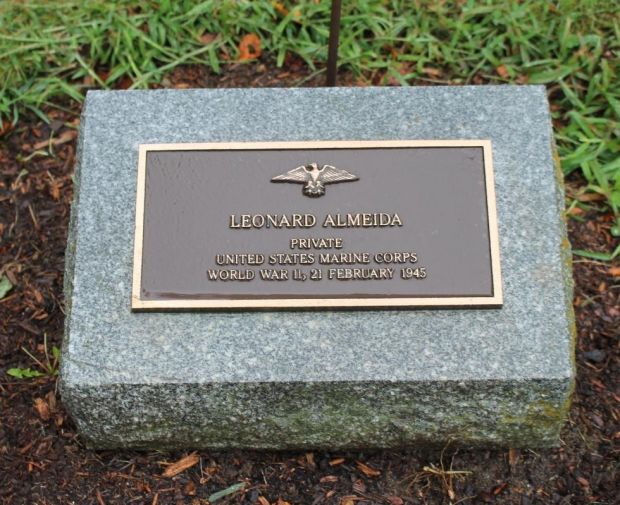 LEONARD ALMEIDA
PRIVATE
UNITED STATES MARINE CORPS
WORLD WAR II, 21 FEBRUARY 1945